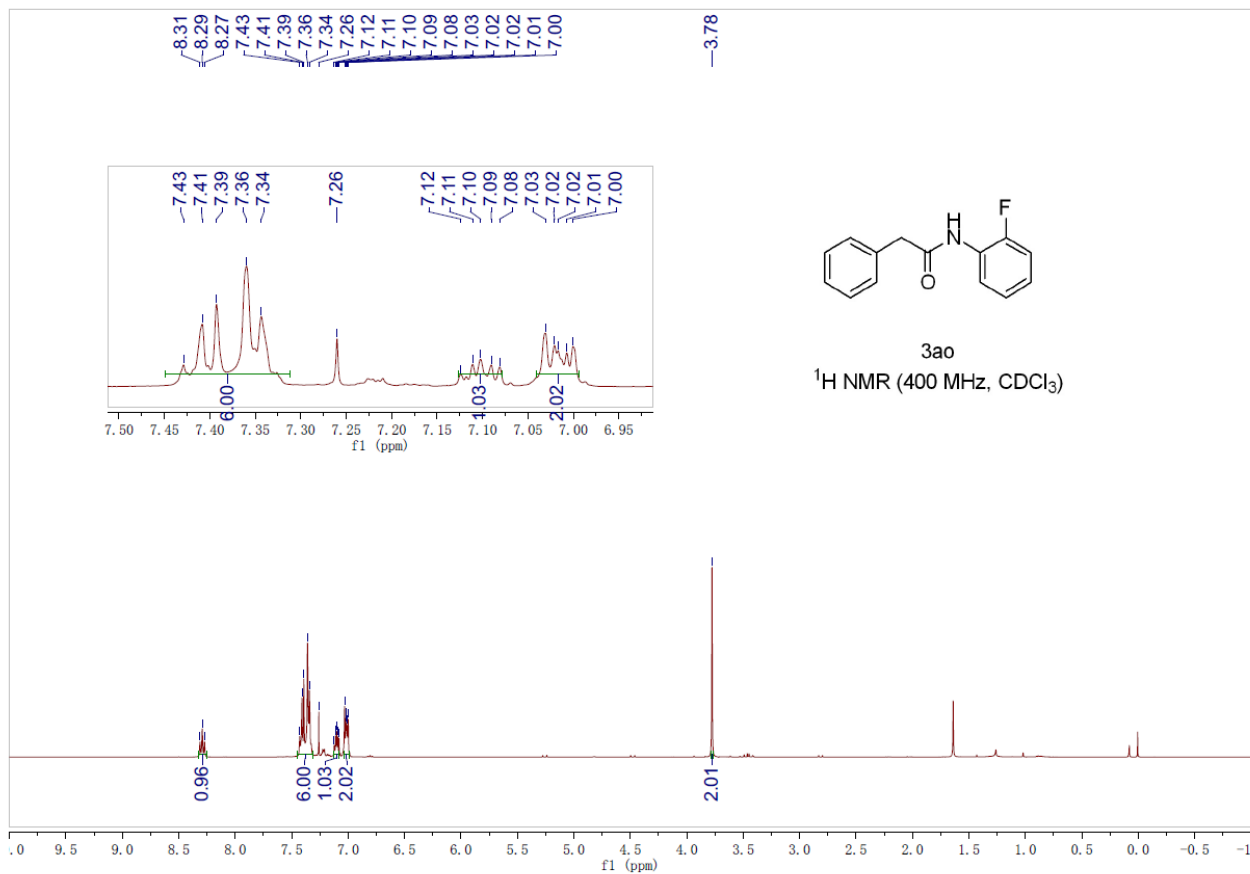 8.31 8.29 8.27 7.43 7.41 7.39 7.36 7.34 7.26 7.12 7.11 7.10 7.09 7.08 7.03 7.02 7.02 7.01 7.00 3.78
7.43 7.41 7.39 7.36 7.34 7.26 7.12 7.11 7.10 7.09 7.08 7.03 7.02 7.02 7.01 7.00
6.00 1.03 2.02
7.50 7.45 7.40 7.35 7.30 7.25 7.20 7.15 7.10 7.05 7.00 6.95
f1 (ppm)
H
N
F
O
3ao
¹H NMR (400 MHz, CDCl₃)
0.96 6.00 1.03 2.02 2.01
.0 9.5 9.0 8.5 8.0 7.5 7.0 6.5 6.0 5.5 5.0 4.5 4.0 3.5 3.0 2.5 2.0 1.5 1.0 0.5 0.0 -0.5 -1
f1 (ppm)